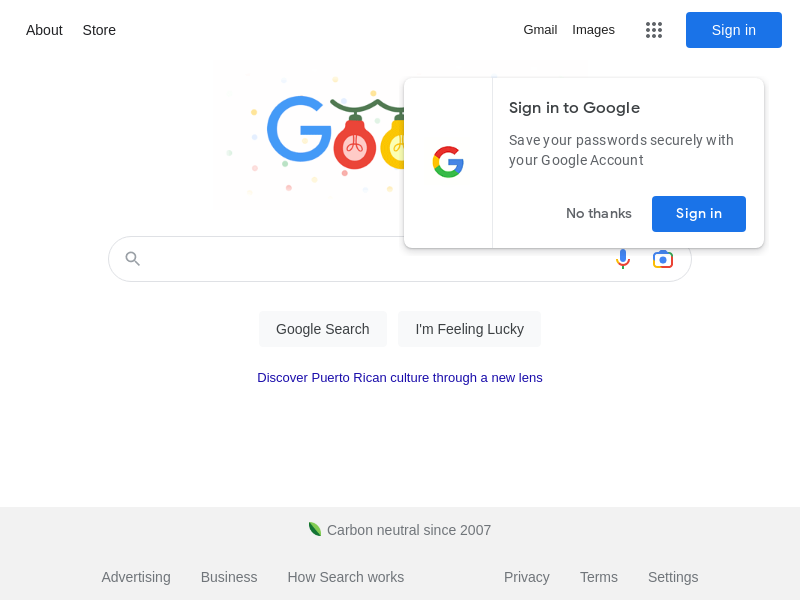 About Store Gmail Images Sign in
Sign in to Google
Save your passwords securely with
your Google Account
No thanks Sign in
Google Search I'm Feeling Lucky
Discover Puerto Rican culture through a new lens
Carbon neutral since 2007
Advertising Business How Search works Privacy Terms Settings